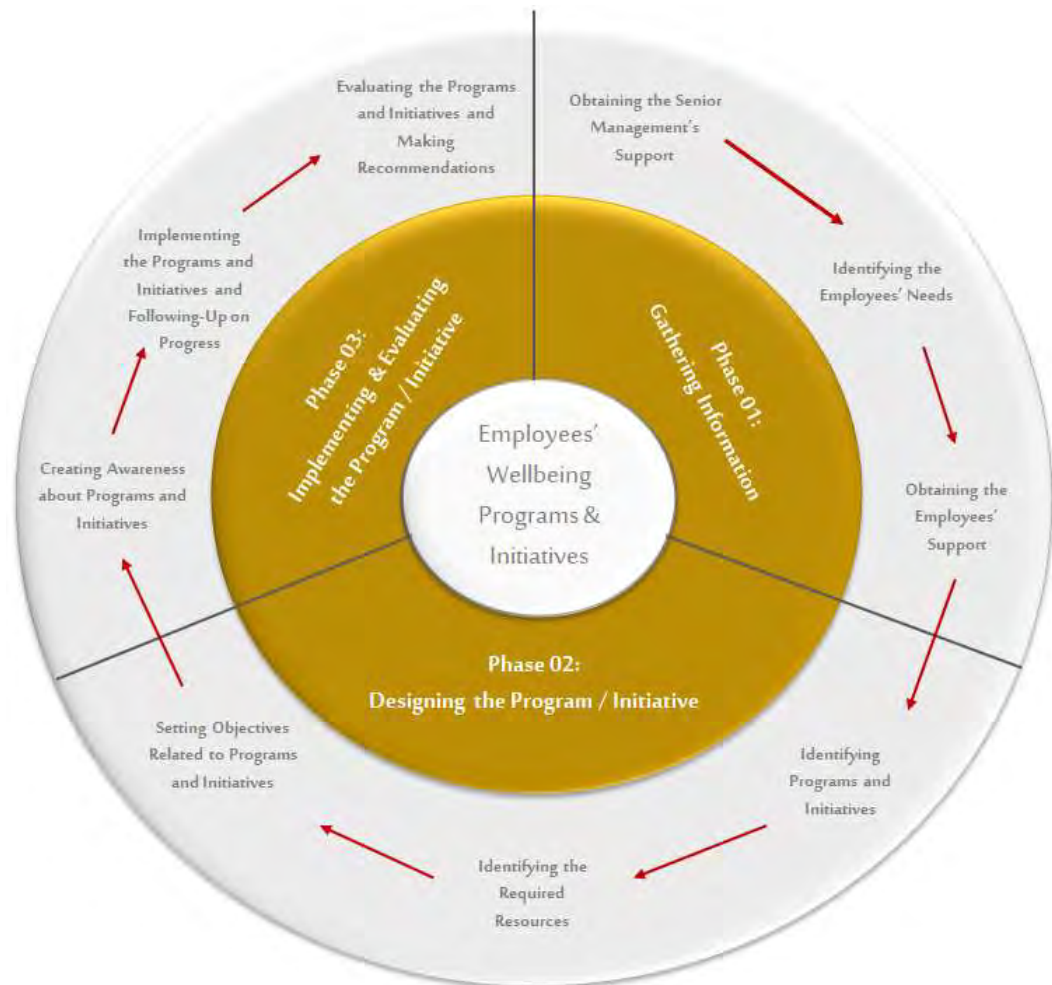 Employees'
Wellbeing
Programs &
Initiatives
Phase 01:
Gathering Information
Obtaining the Senior
Management's
Support
Identifying the
Employees' Needs
Obtaining the
Employees'
Support
Phase 02:
Designing the Program / Initiative
Identifying
Programs and
Initiatives
Identifying the
Required
Resources
Setting Objectives
Related to Programs
and Initiatives
Phase 03:
Implementing & Evaluating
the Program / Initiative
Creating Awareness
about Programs and
Initiatives
Implementing
the Programs and
Initiatives and
Following-Up on
Progress
Evaluating the Programs
and Initiatives and
Making
Recommendations